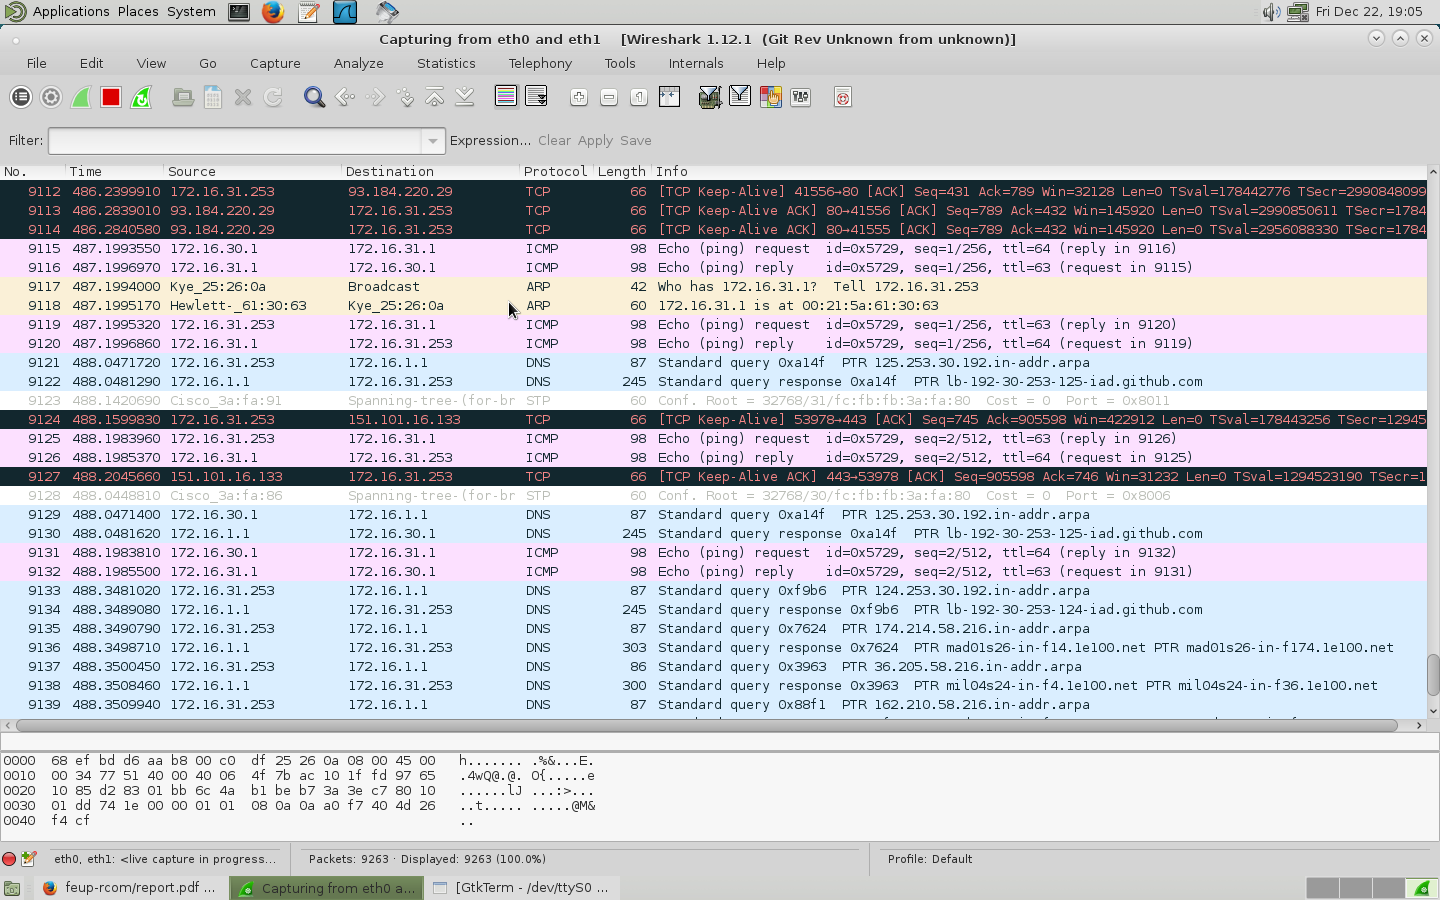 Applications Places System Fri Dec 22, 19:05
Capturing from eth0 and eth1 [Wireshark 1.12.1 (Git Rev Unknown from unknown)]
File Edit View Go Capture Analyze Statistics Telephony Tools Internals Help
Filter: Expression... Clear Apply Save
No. Time Source Destination Protocol Length Info
9112 486.2399910 172.16.31.253 93.184.220.29 TCP 66 [TCP Keep-Alive] 41556→80 [ACK] Seq=431 Ack=789 Win=32128 Len=0 TSval=178442776 TSecr=2990848099
9113 486.2839010 93.184.220.29 172.16.31.253 TCP 66 [TCP Keep-Alive ACK] 80→41556 [ACK] Seq=789 Ack=432 Win=145920 Len=0 TSval=2990850611 TSecr=1784
9114 486.2840580 93.184.220.29 172.16.31.253 TCP 66 [TCP Keep-Alive ACK] 80→41555 [ACK] Seq=789 Ack=432 Win=145920 Len=0 TSval=2956088330 TSecr=1784
9115 487.1993550 172.16.30.1 172.16.31.1 ICMP 98 Echo (ping) request id=0x5729, seq=1/256, ttl=64 (reply in 9116)
9116 487.1996970 172.16.31.1 172.16.30.1 ICMP 98 Echo (ping) reply id=0x5729, seq=1/256, ttl=63 (request in 9115)
9117 487.1994000 Kye_25:26:0a Broadcast ARP 42 Who has 172.16.31.1? Tell 172.16.31.253
9118 487.1995170 Hewlett-_61:30:63 Kye_25:26:0a ARP 60 172.16.31.1 is at 00:21:5a:61:30:63
9119 487.1995320 172.16.31.253 172.16.31.1 ICMP 98 Echo (ping) request id=0x5729, seq=1/256, ttl=63 (reply in 9120)
9120 487.1996860 172.16.31.1 172.16.31.253 ICMP 98 Echo (ping) reply id=0x5729, seq=1/256, ttl=64 (request in 9119)
9121 488.0471720 172.16.31.253 172.16.1.1 DNS 87 Standard query 0xa14f PTR 125.253.30.192.in-addr.arpa
9122 488.0481290 172.16.1.1 172.16.31.253 DNS 245 Standard query response 0xa14f PTR lb-192-30-253-125-iad.github.com
9123 488.1420690 Cisco_3a:fa:91 Spanning-tree-(for-br STP 60 Conf. Root = 32768/31/fc:fb:fb:3a:fa:80 Cost = 0 Port = 0x8011
9124 488.1599830 172.16.31.253 151.101.16.133 TCP 66 [TCP Keep-Alive] 53978→443 [ACK] Seq=745 Ack=905598 Win=422912 Len=0 TSval=178443256 TSecr=12945
9125 488.1983960 172.16.31.253 172.16.31.1 ICMP 98 Echo (ping) request id=0x5729, seq=2/512, ttl=63 (reply in 9126)
9126 488.1985370 172.16.31.1 172.16.31.253 ICMP 98 Echo (ping) reply id=0x5729, seq=2/512, ttl=64 (request in 9125)
9127 488.2045660 151.101.16.133 172.16.31.253 TCP 66 [TCP Keep-Alive ACK] 443→53978 [ACK] Seq=905598 Ack=746 Win=31232 Len=0 TSval=1294523190 TSecr=1
9128 488.0448810 Cisco_3a:fa:86 Spanning-tree-(for-br STP 60 Conf. Root = 32768/30/fc:fb:fb:3a:fa:80 Cost = 0 Port = 0x8006
9129 488.0471400 172.16.30.1 172.16.1.1 DNS 87 Standard query 0xa14f PTR 125.253.30.192.in-addr.arpa
9130 488.0481620 172.16.1.1 172.16.30.1 DNS 245 Standard query response 0xa14f PTR lb-192-30-253-125-iad.github.com
9131 488.1983810 172.16.30.1 172.16.31.1 ICMP 98 Echo (ping) request id=0x5729, seq=2/512, ttl=64 (reply in 9132)
9132 488.1985500 172.16.31.1 172.16.30.1 ICMP 98 Echo (ping) reply id=0x5729, seq=2/512, ttl=63 (request in 9131)
9133 488.3481020 172.16.31.253 172.16.1.1 DNS 87 Standard query 0xf9b6 PTR 124.253.30.192.in-addr.arpa
9134 488.3489080 172.16.1.1 172.16.31.253 DNS 245 Standard query response 0xf9b6 PTR lb-192-30-253-124-iad.github.com
9135 488.3490790 172.16.31.253 172.16.1.1 DNS 87 Standard query 0x7624 PTR 174.214.58.216.in-addr.arpa
9136 488.3498710 172.16.1.1 172.16.31.253 DNS 303 Standard query response 0x7624 PTR mad01s26-in-f14.1e100.net PTR mad01s26-in-f174.1e100.net
9137 488.3500450 172.16.31.253 172.16.1.1 DNS 86 Standard query 0x3963 PTR 36.205.58.216.in-addr.arpa
9138 488.3508460 172.16.1.1 172.16.31.253 DNS 300 Standard query response 0x3963 PTR mil04s24-in-f4.1e100.net PTR mil04s24-in-f36.1e100.net
9139 488.3509940 172.16.31.253 172.16.1.1 DNS 87 Standard query 0x88f1 PTR 162.210.58.216.in-addr.arpa
0000 68 ef bd d6 aa b8 00 c0 df 25 26 0a 08 00 45 00 h....... .%&...E.
0010 00 34 77 51 40 00 40 06 4f 7b ac 10 1f fd 97 65 .4wQ@.@. O{.....e
0020 10 85 d2 83 01 bb 6c 4a b1 be b7 3a 3e c7 80 10 ......lJ ...:>...
0030 01 dd 74 1e 00 00 01 01 08 0a 0a a0 f7 40 4d 26 ..t..... .....@M&
0040 f4 cf ..
eth0, eth1: <live capture in progress... Packets: 9263 · Displayed: 9263 (100.0%) Profile: Default
feup-rcom/report.pdf ... Capturing from eth0 a... [GtkTerm - /dev/ttyS0 ...